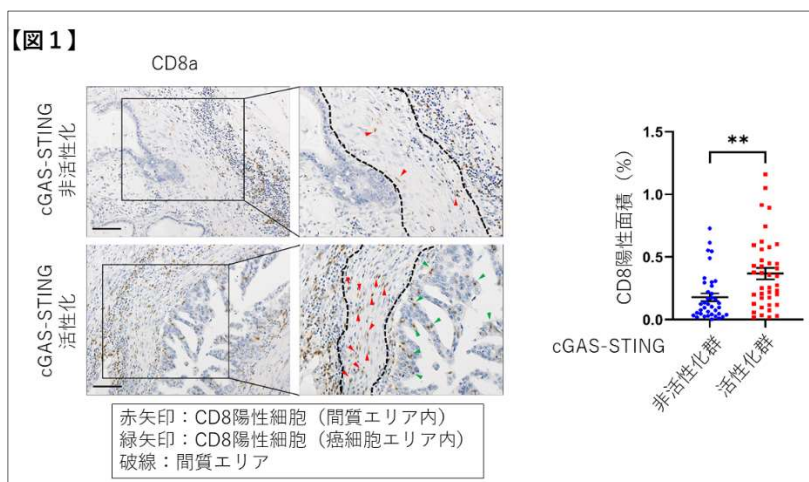 【図１】
CD8a
cGAS-STING
非活性化
cGAS-STING
活性化
赤矢印：CD8陽性細胞（間質エリア内）
緑矢印：CD8陽性細胞（癌細胞エリア内）
破線：間質エリア
CD8陽性面積（%）
1.5
1.0
0.5
0.0
**
cGAS-STING
非活性化群
活性化群